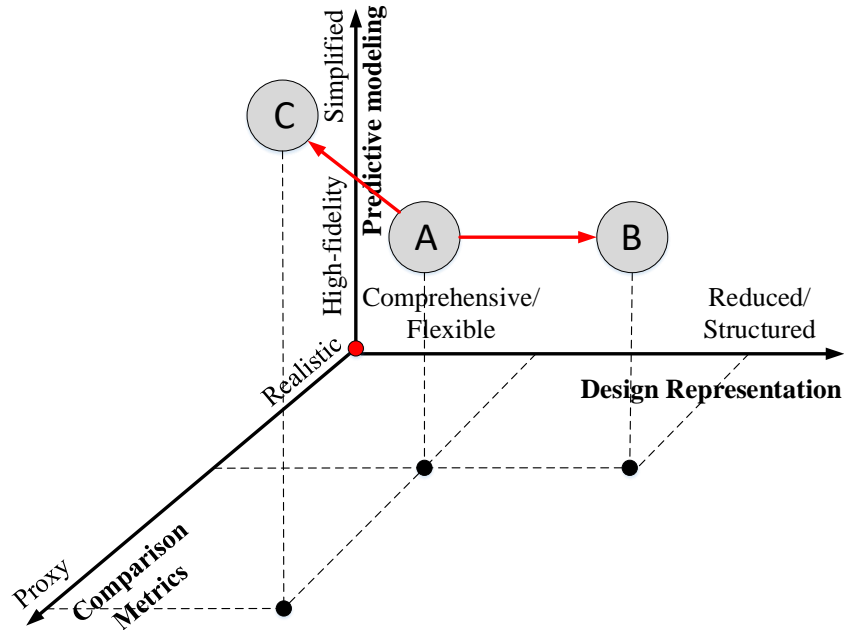 Simplified
Predictive modeling
High-fidelity
C
A
B
Comprehensive/
Flexible
Reduced/
Structured
Realistic
Design Representation
Proxy
Comparison
Metrics